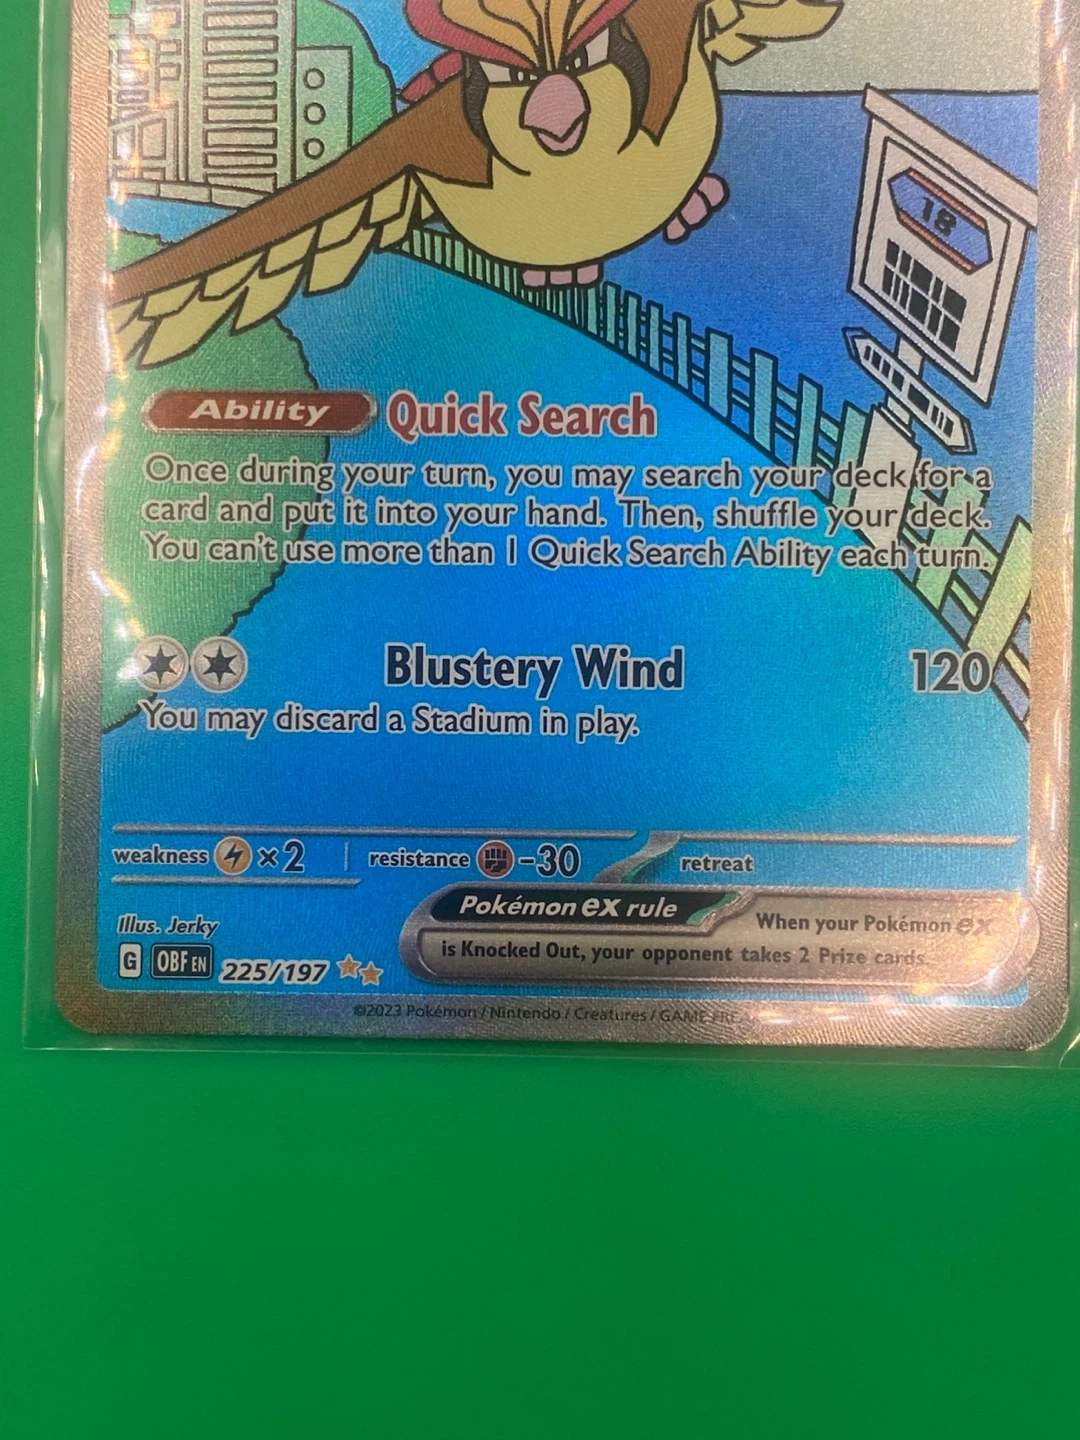 18
Ability Quick Search
Once during your turn, you may search your deck for a
card and put it into your hand. Then, shuffle your deck.
You can't use more than 1 Quick Search Ability each turn.
Blustery Wind 120
You may discard a Stadium in play.
weakness ×2 resistance -30 retreat
Pokémon ex rule When your Pokémon ex
is Knocked Out, your opponent takes 2 Prize cards.
Illus. Jerky
G OBF EN 225/197
©2023 Pokémon / Nintendo / Creatures / GAME FREAK